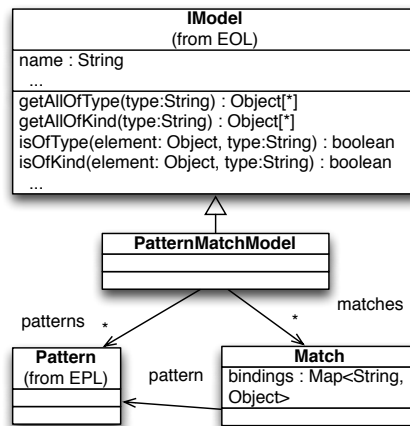 IModel
(from EOL)
name : String
...
getAllOfType(type:String) : Object[*]
getAllOfKind(type:String) : Object[*]
isOfType(element: Object, type:String) : boolean
isOfKind(element: Object, type:String) : boolean
...
PatternMatchModel
patterns
*
matches
*
Pattern
(from EPL)
pattern
Match
bindings : Map<String,
Object>